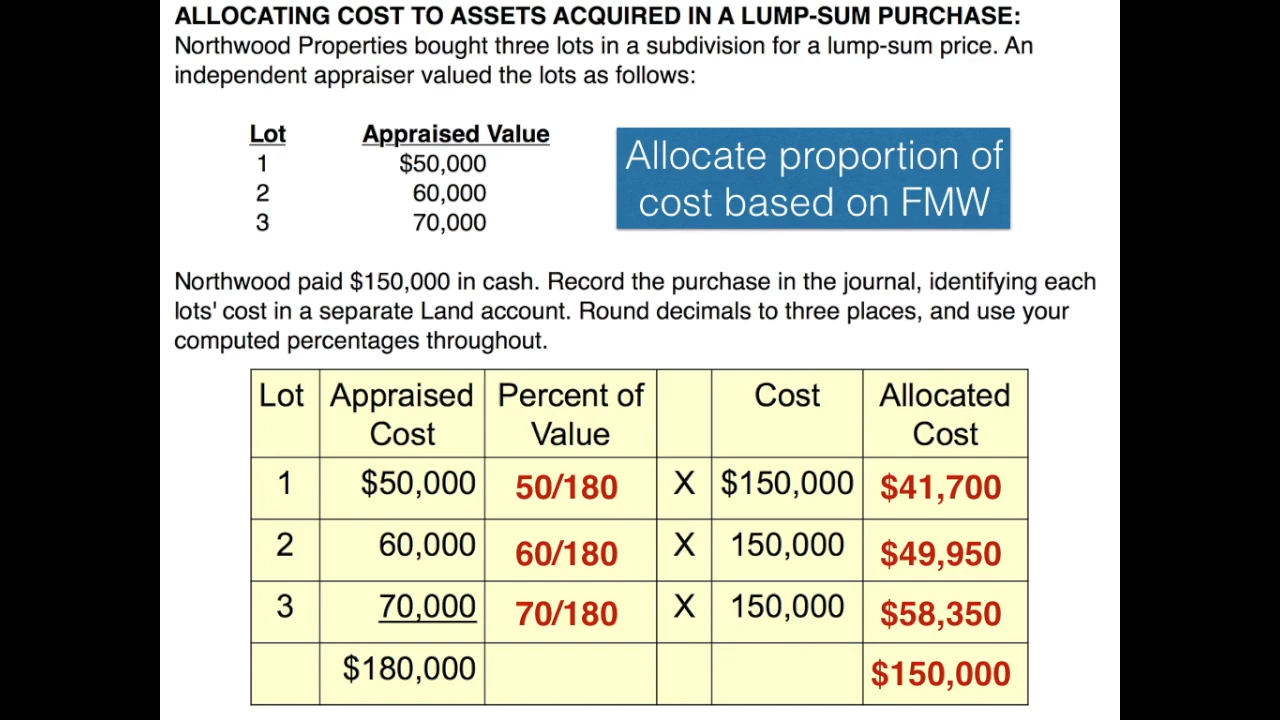 ALLOCATING COST TO ASSETS ACQUIRED IN A LUMP-SUM PURCHASE:
Northwood Properties bought three lots in a subdivision for a lump-sum price. An
independent appraiser valued the lots as follows:
Lot Appraised Value
1 $50,000
2 60,000
3 70,000
Allocate proportion of
cost based on FMW
Northwood paid $150,000 in cash. Record the purchase in the journal, identifying each
lots' cost in a separate Land account. Round decimals to three places, and use your
computed percentages throughout.
Lot Appraised Percent of Cost Allocated
Cost Value Cost
1 $50,000 50/180 X $150,000 $41,700
2 60,000 60/180 X 150,000 $49,950
3 70,000 70/180 X 150,000 $58,350
$180,000 $150,000